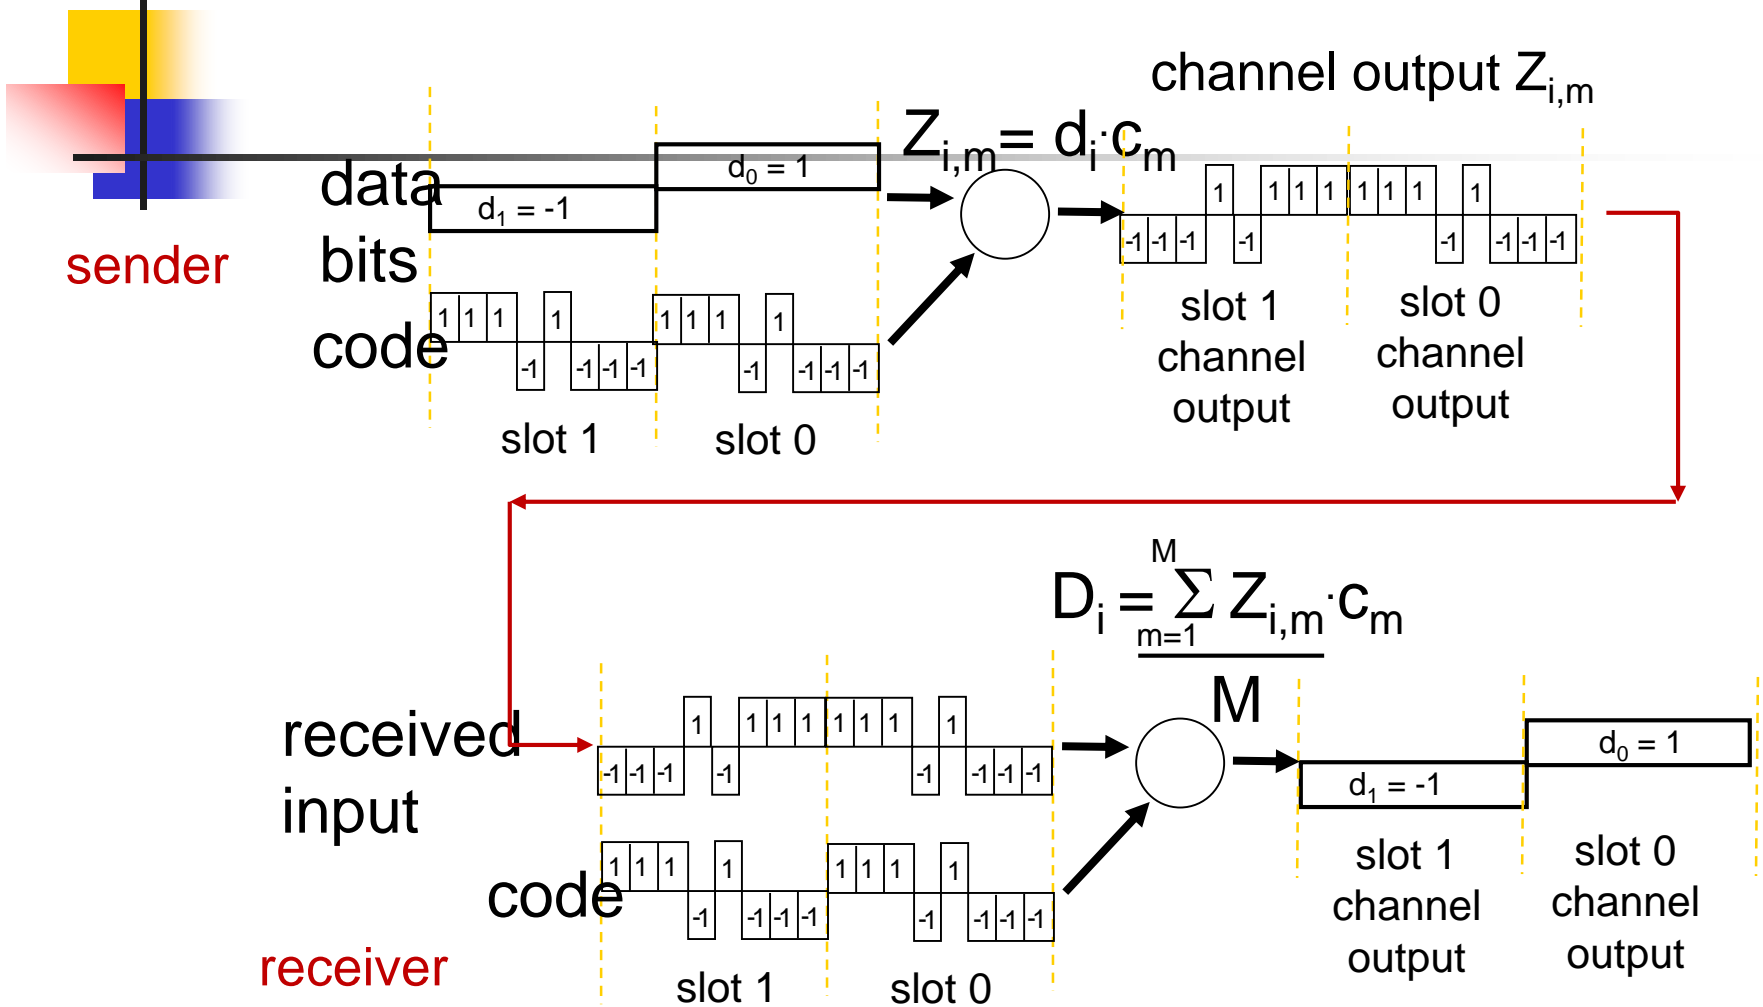 channel output Z_i,m
Z_i,m = d_i·c_m
data bits
d_0 = 1
d_1 = -1
sender
code
1 1 1 -1 1 -1 -1 -1
1 1 1 -1 1 -1 -1 -1
slot 1
slot 0
-1 -1 -1 1 -1 1 1 1
1 1 1 -1 1 -1 -1 -1
slot 1 channel output
slot 0 channel output
M
D_i = Σ Z_i,m·c_m
m=1
M
received input
-1 -1 -1 1 -1 1 1 1
1 1 1 -1 1 -1 -1 -1
code
1 1 1 -1 1 -1 -1 -1
1 1 1 -1 1 -1 -1 -1
slot 1
slot 0
receiver
d_0 = 1
d_1 = -1
slot 1 channel output
slot 0 channel output